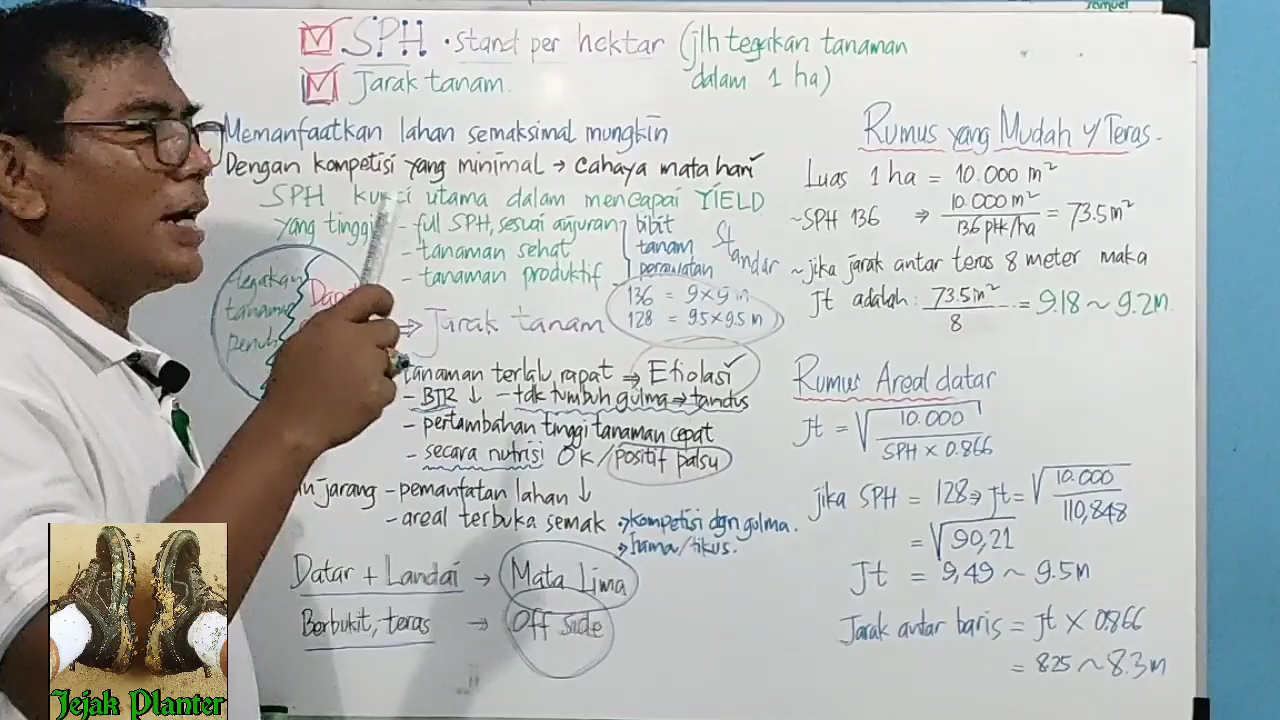 samuel
SPH • stand per hektar (jlh tegakan tanaman
dalam 1 ha)
Jarak tanam.
Memanfaatkan lahan semaksimal mungkin
Dengan kompetisi yang minimal → cahaya mata hari ✓
SPH kunci utama dalam mencapai YIELD
yang tinggi - full SPH, sesuai anjuran
- tanaman sehat
- tanaman produktif
bibit
tanam
perawatan
Standar
tegakan
tanaman
penuh
136 = 9 x 9 m
128 = 9.5 x 9.5 m
⇒ Jarak tanam
tanaman terlalu rapat ⇒ Etiolasi ✓
- BJR ↓ - tdk tumbuh gulma → tandus
- pertambahan tinggi tanaman cepat
- secara nutrisi OK / positif palsu
jarang - pemanfatan lahan ↓
- areal terbuka semak → kompetisi dgn gulma.
→ hama/tikus.
Datar + Landai → Mata Lima
Berbukit, teras → Off side
Rumus yang Mudah y/ Teras.
Luas 1 ha = 10.000 m²
~ SPH 136 ⇒ 10.000 m² / 136 pkk/ha = 73.5 m²
~ jika jarak antar teras 8 meter maka
Jt adalah: 73.5 m² / 8 = 9.18 ~ 9.2 m.
Rumus Areal datar
Jt = √ 10.000 / SPH x 0.866
jika SPH = 128 → Jt = √ 10.000 / 110,848
= √90,21
Jt = 9,49 ~ 9.5 m
Jarak antar baris = Jt x 0.866
= 8.25 ~ 8.3 m
Jejak Planter